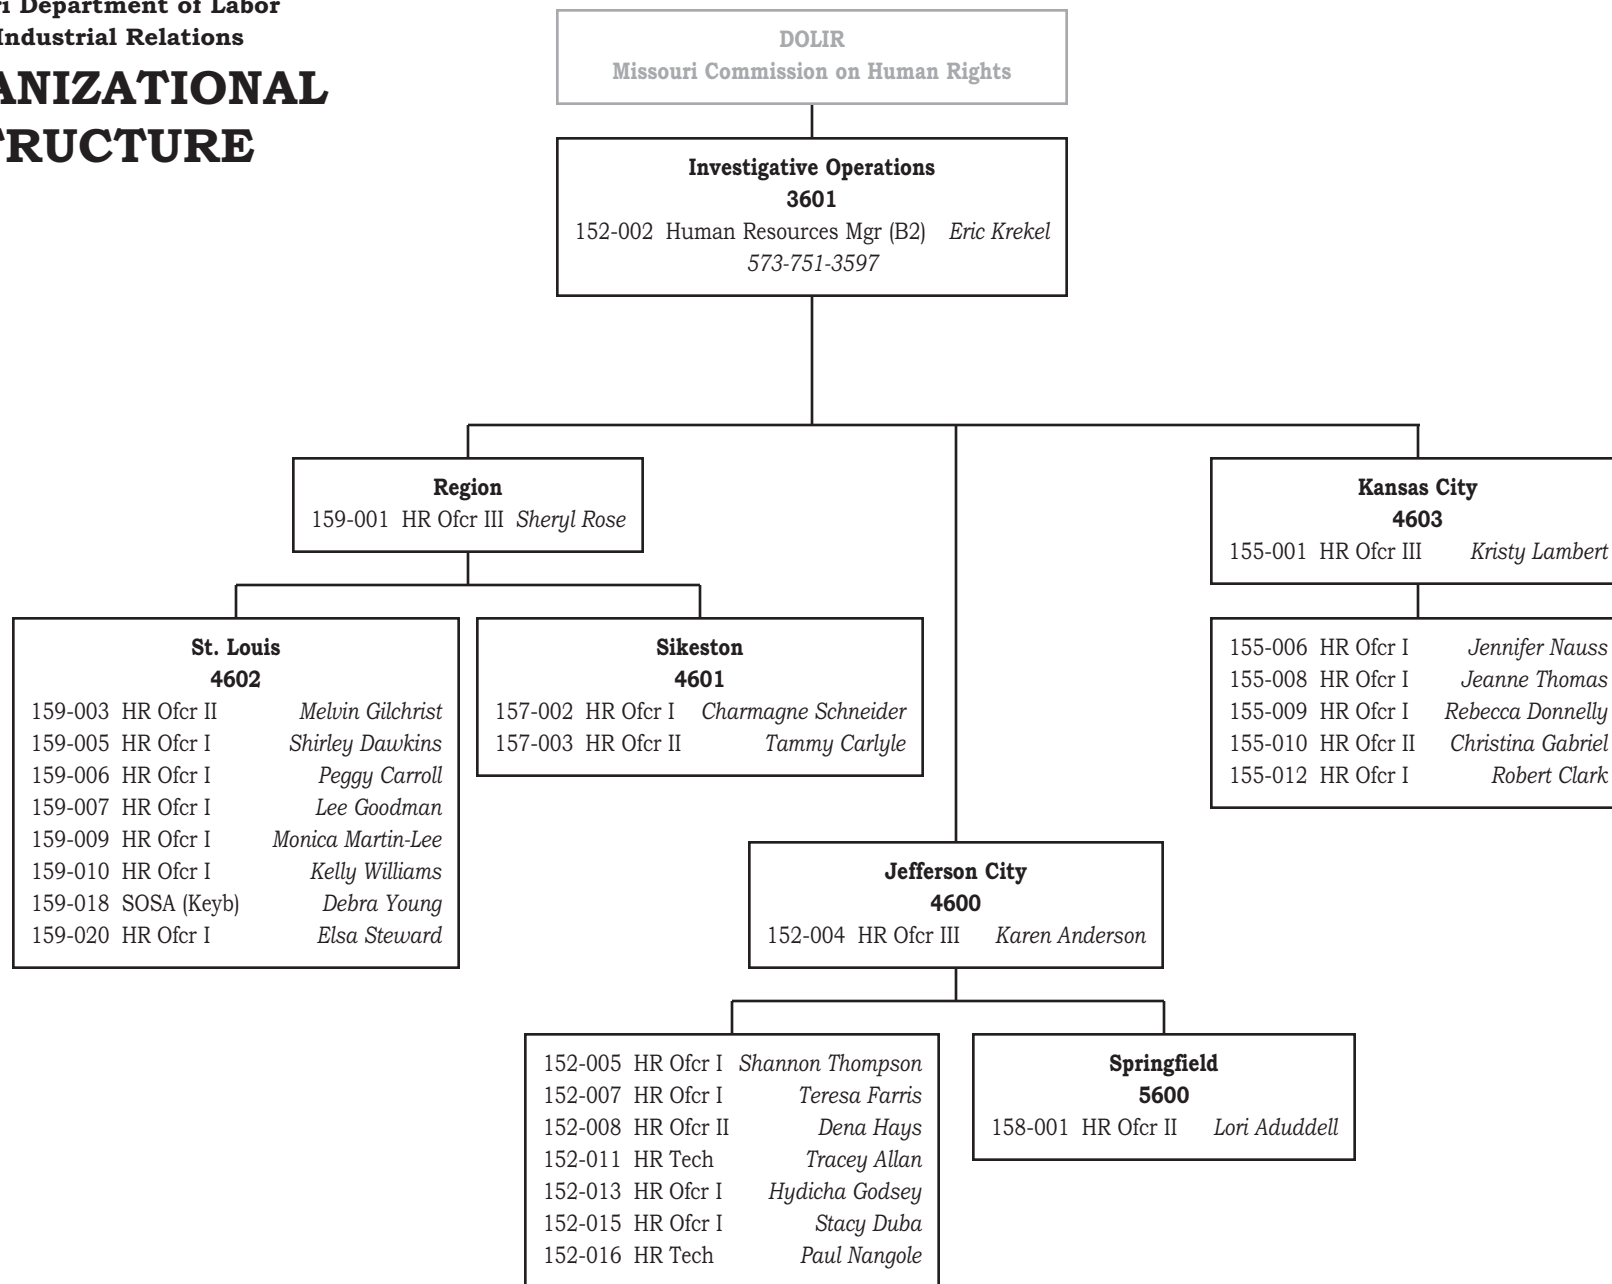 ri Department of Labor
Industrial Relations
ANIZATIONAL
TRUCTURE
DOLIR
Missouri Commission on Human Rights
Investigative Operations
3601
152-002 Human Resources Mgr (B2) Eric Krekel
573-751-3597
Region
159-001 HR Ofcr III Sheryl Rose
Kansas City
4603
155-001 HR Ofcr III Kristy Lambert
St. Louis
4602
159-003 HR Ofcr II Melvin Gilchrist
159-005 HR Ofcr I Shirley Dawkins
159-006 HR Ofcr I Peggy Carroll
159-007 HR Ofcr I Lee Goodman
159-009 HR Ofcr I Monica Martin-Lee
159-010 HR Ofcr I Kelly Williams
159-018 SOSA (Keyb) Debra Young
159-020 HR Ofcr I Elsa Steward
Sikeston
4601
157-002 HR Ofcr I Charmagne Schneider
157-003 HR Ofcr II Tammy Carlyle
155-006 HR Ofcr I Jennifer Nauss
155-008 HR Ofcr I Jeanne Thomas
155-009 HR Ofcr I Rebecca Donnelly
155-010 HR Ofcr II Christina Gabriel
155-012 HR Ofcr I Robert Clark
Jefferson City
4600
152-004 HR Ofcr III Karen Anderson
152-005 HR Ofcr I Shannon Thompson
152-007 HR Ofcr I Teresa Farris
152-008 HR Ofcr II Dena Hays
152-011 HR Tech Tracey Allan
152-013 HR Ofcr I Hydicha Godsey
152-015 HR Ofcr I Stacy Duba
152-016 HR Tech Paul Nangole
Springfield
5600
158-001 HR Ofcr II Lori Aduddell